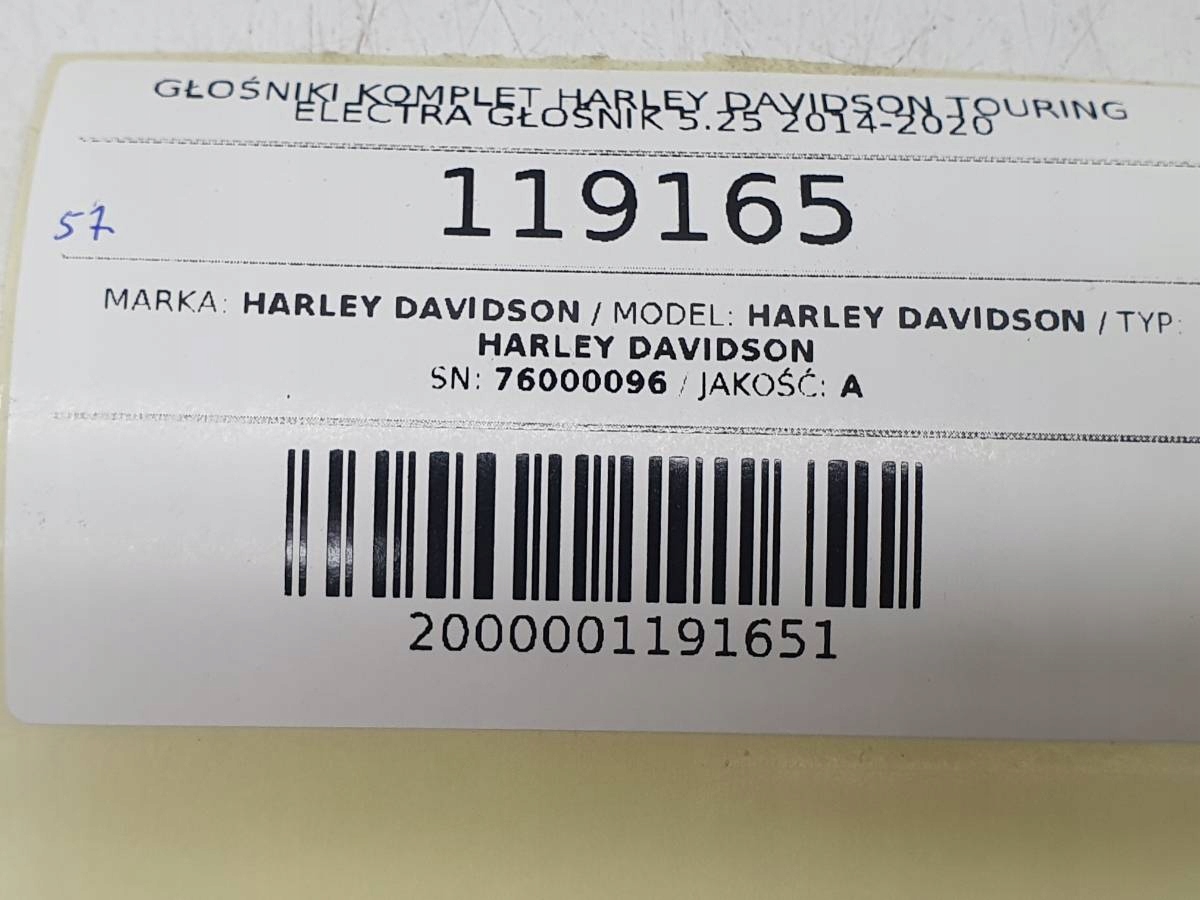 GŁOŚNIKI KOMPLET HARLEY DAVIDSON TOURING
ELECTRA GŁOŚNIK 5.25 2014-2020
119165
57
MARKA: HARLEY DAVIDSON / MODEL: HARLEY DAVIDSON / TYP:
HARLEY DAVIDSON
SN: 76000096 / JAKOŚĆ: A
2000001191651